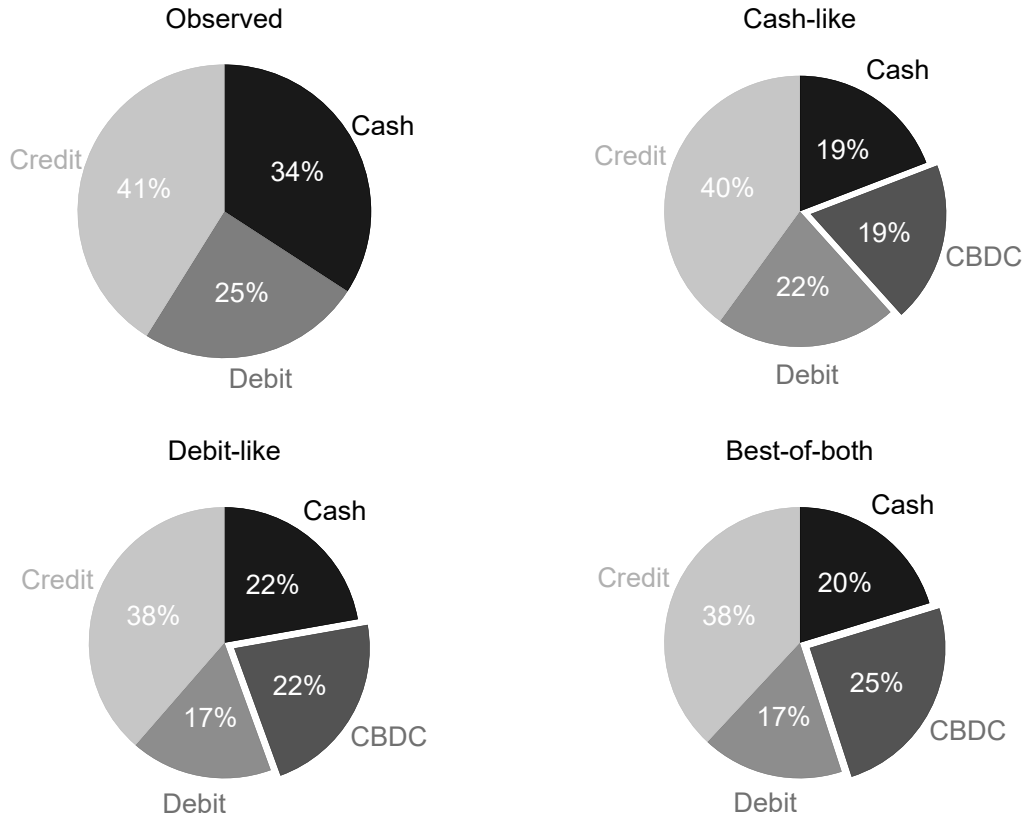 Observed
Cash
Credit
34%
41%
25%
Debit
Cash-like
Cash
Credit
19%
40%
19%
CBDC
22%
Debit
Debit-like
Cash
Credit
22%
38%
22%
17%
CBDC
Debit
Best-of-both
Cash
Credit
20%
38%
25%
17%
CBDC
Debit